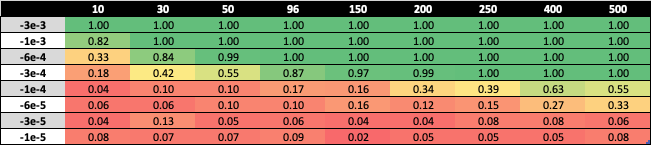 10 30 50 96 150 200 250 400 500
-3e-3 1.00 1.00 1.00 1.00 1.00 1.00 1.00 1.00 1.00
-1e-3 0.82 1.00 1.00 1.00 1.00 1.00 1.00 1.00 1.00
-6e-4 0.33 0.84 0.99 1.00 1.00 1.00 1.00 1.00 1.00
-3e-4 0.18 0.42 0.55 0.87 0.97 0.99 1.00 1.00 1.00
-1e-4 0.04 0.10 0.10 0.17 0.16 0.34 0.39 0.63 0.55
-6e-5 0.06 0.06 0.10 0.10 0.16 0.12 0.15 0.27 0.33
-3e-5 0.04 0.13 0.05 0.06 0.04 0.04 0.08 0.08 0.06
-1e-5 0.08 0.07 0.07 0.09 0.02 0.05 0.05 0.05 0.08